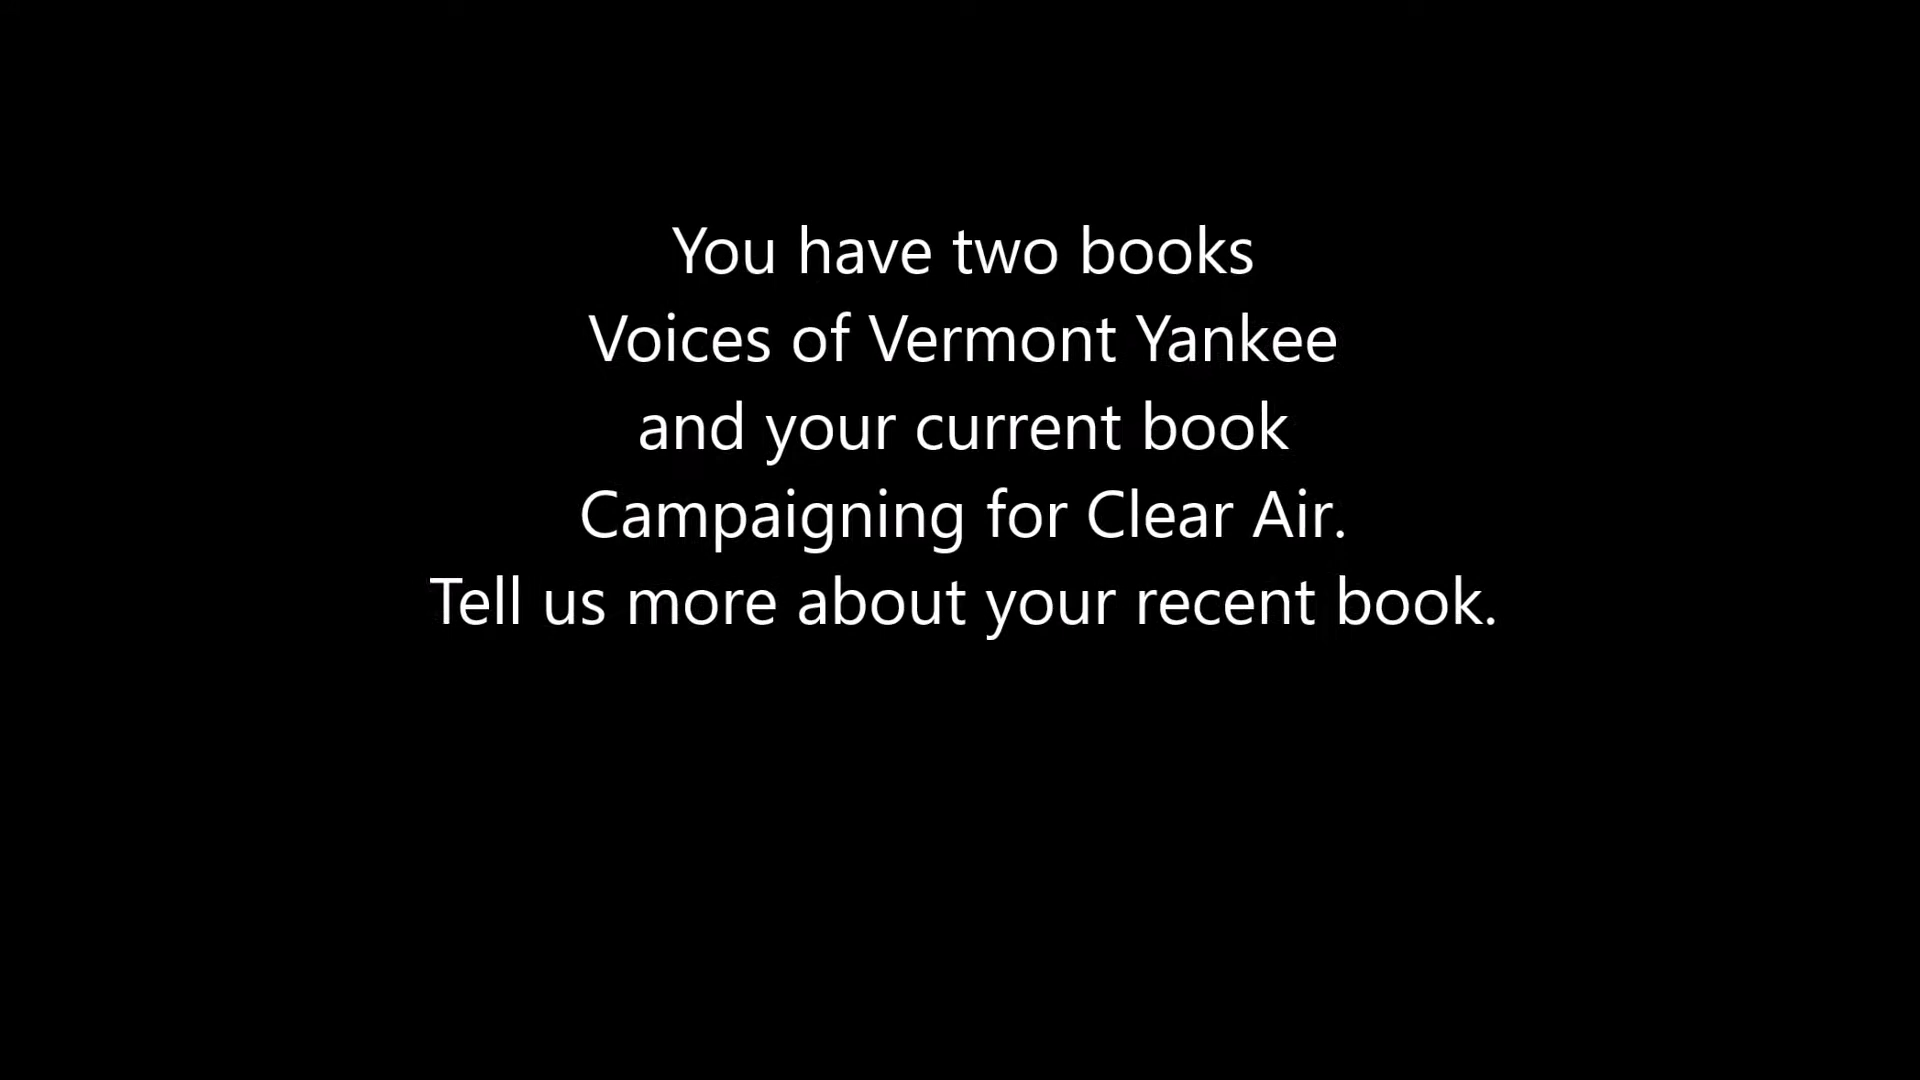 You have two books
Voices of Vermont Yankee
and your current book
Campaigning for Clear Air.
Tell us more about your recent book.